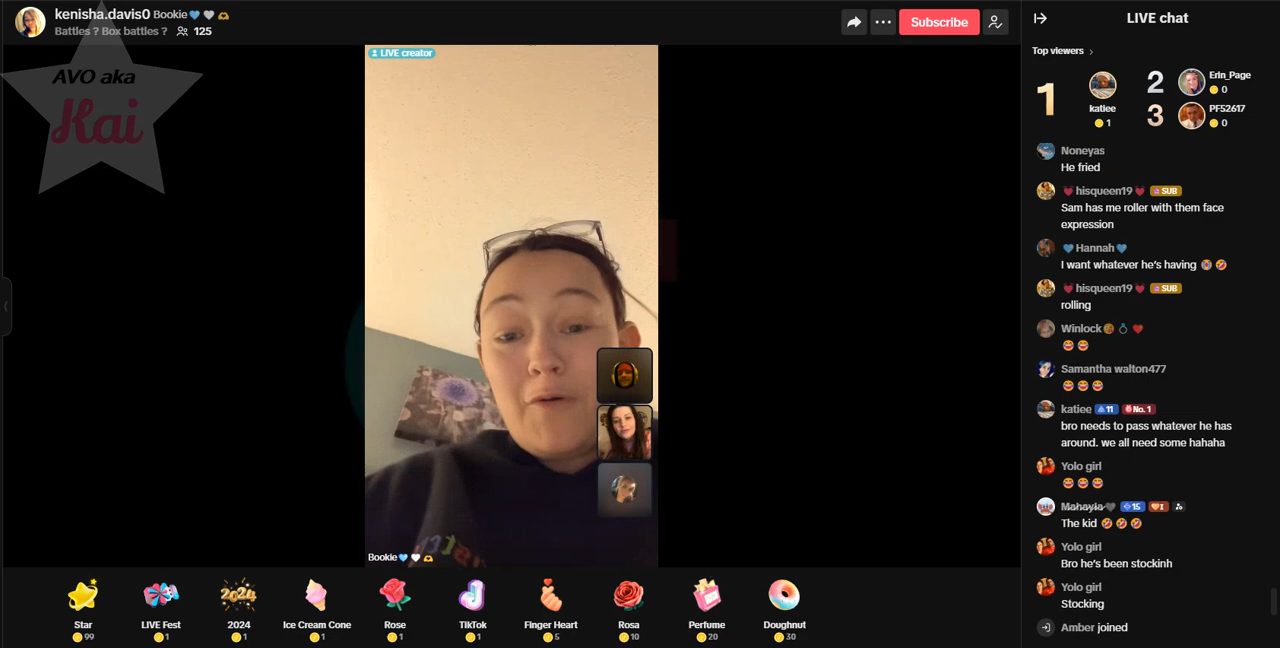 kenisha.davis0 Bookie🩵🤍🫶
Battles ? Box battles ? 125
Subscribe
LIVE creator
AVO aka
Kai
Bookie🩵🤍🫶
Star
99
LIVE Fest
1
2024
2024
1
Ice Cream Cone
1
Rose
1
TikTok
1
Finger Heart
5
Rosa
10
Perfume
20
Doughnut
30
LIVE chat
Top viewers ›
1
katiee
1
2
Erin_Page
0
3
PF52617
0
Noneyas
He fried
💓hisqueen19💓 SUB
Sam has me roller with them face
expression
🩵Hannah🩵
I want whatever he's having 😭🤣
💓hisqueen19💓 SUB
rolling
Winlock🍪💍❤️
😂😂
Samantha walton477
😂😂😂
katiee 11 No. 1
bro needs to pass whatever he has
around. we all need some hahaha
Yolo girl
😂😂😂
Mahayla🖤 15 I
The kid 🤣🤣🤣
Yolo girl
Bro he's been stockinh
Yolo girl
Stocking
Amber joined